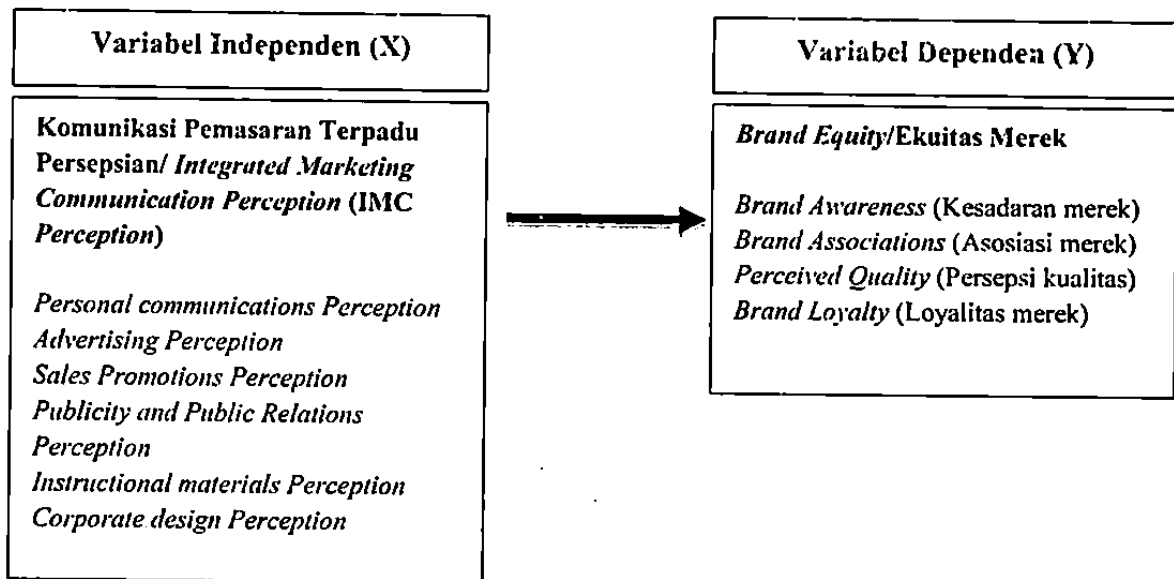 Variabel Independen (X)
Komunikasi Pemasaran Terpadu
Persepsian/ Integrated Marketing
Communication Perception (IMC
Perception)
Personal communications Perception
Advertising Perception
Sales Promotions Perception
Publicity and Public Relations
Perception
Instructional materials Perception
Corporate design Perception
Variabel Dependen (Y)
Brand Equity/Ekuitas Merek
Brand Awareness (Kesadaran merek)
Brand Associations (Asosiasi merek)
Perceived Quality (Persepsi kualitas)
Brand Loyalty (Loyalitas merek)